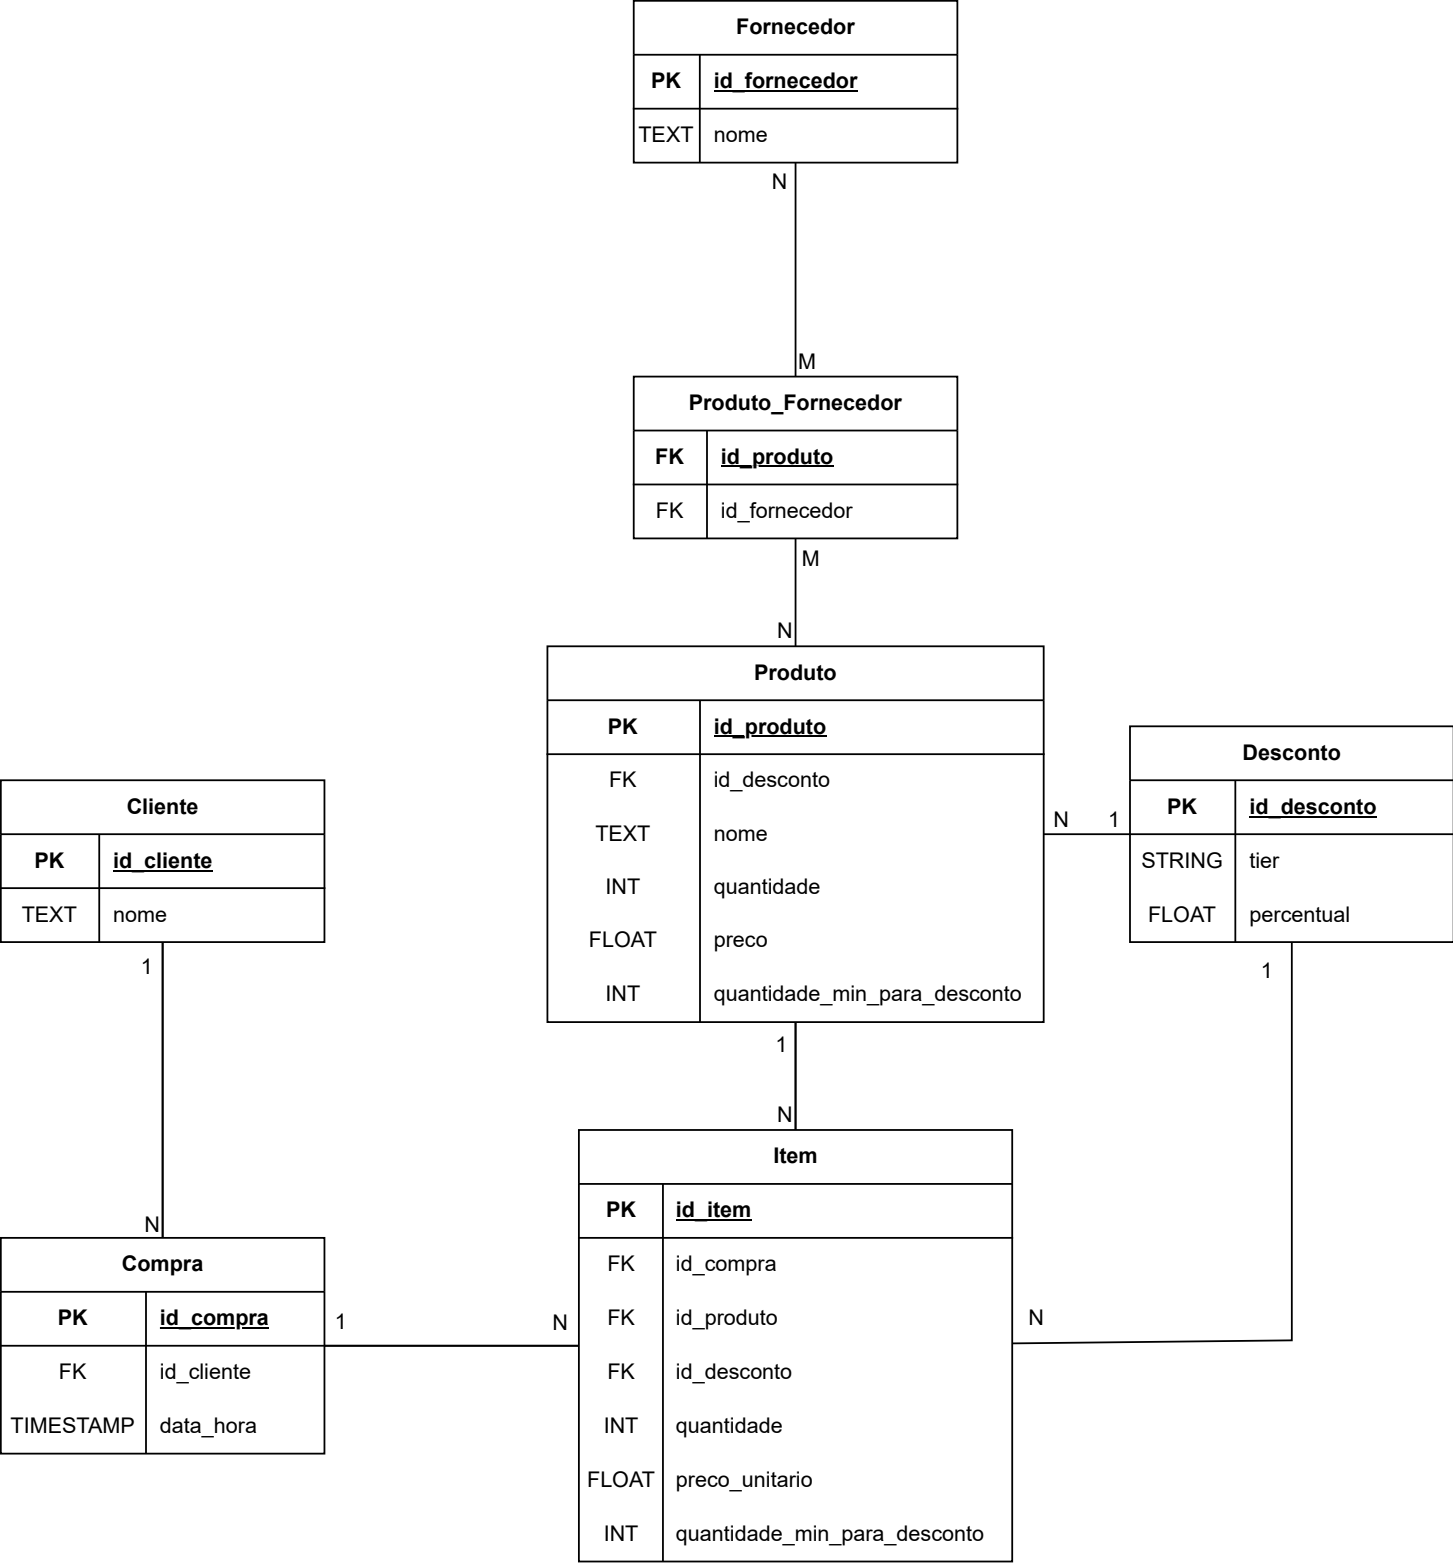 Fornecedor
PK id_fornecedor
TEXT nome
N
M
Produto_Fornecedor
FK id_produto
FK id_fornecedor
M
N
Produto
PK id_produto
FK id_desconto
TEXT nome
INT quantidade
FLOAT preco
INT quantidade_min_para_desconto
N 1
Desconto
PK id_desconto
STRING tier
FLOAT percentual
1
Cliente
PK id_cliente
TEXT nome
1
N
1
N
Compra
PK id_compra
FK id_cliente
TIMESTAMP data_hora
1 N
Item
PK id_item
FK id_compra
FK id_produto
FK id_desconto
INT quantidade
FLOAT preco_unitario
INT quantidade_min_para_desconto
N